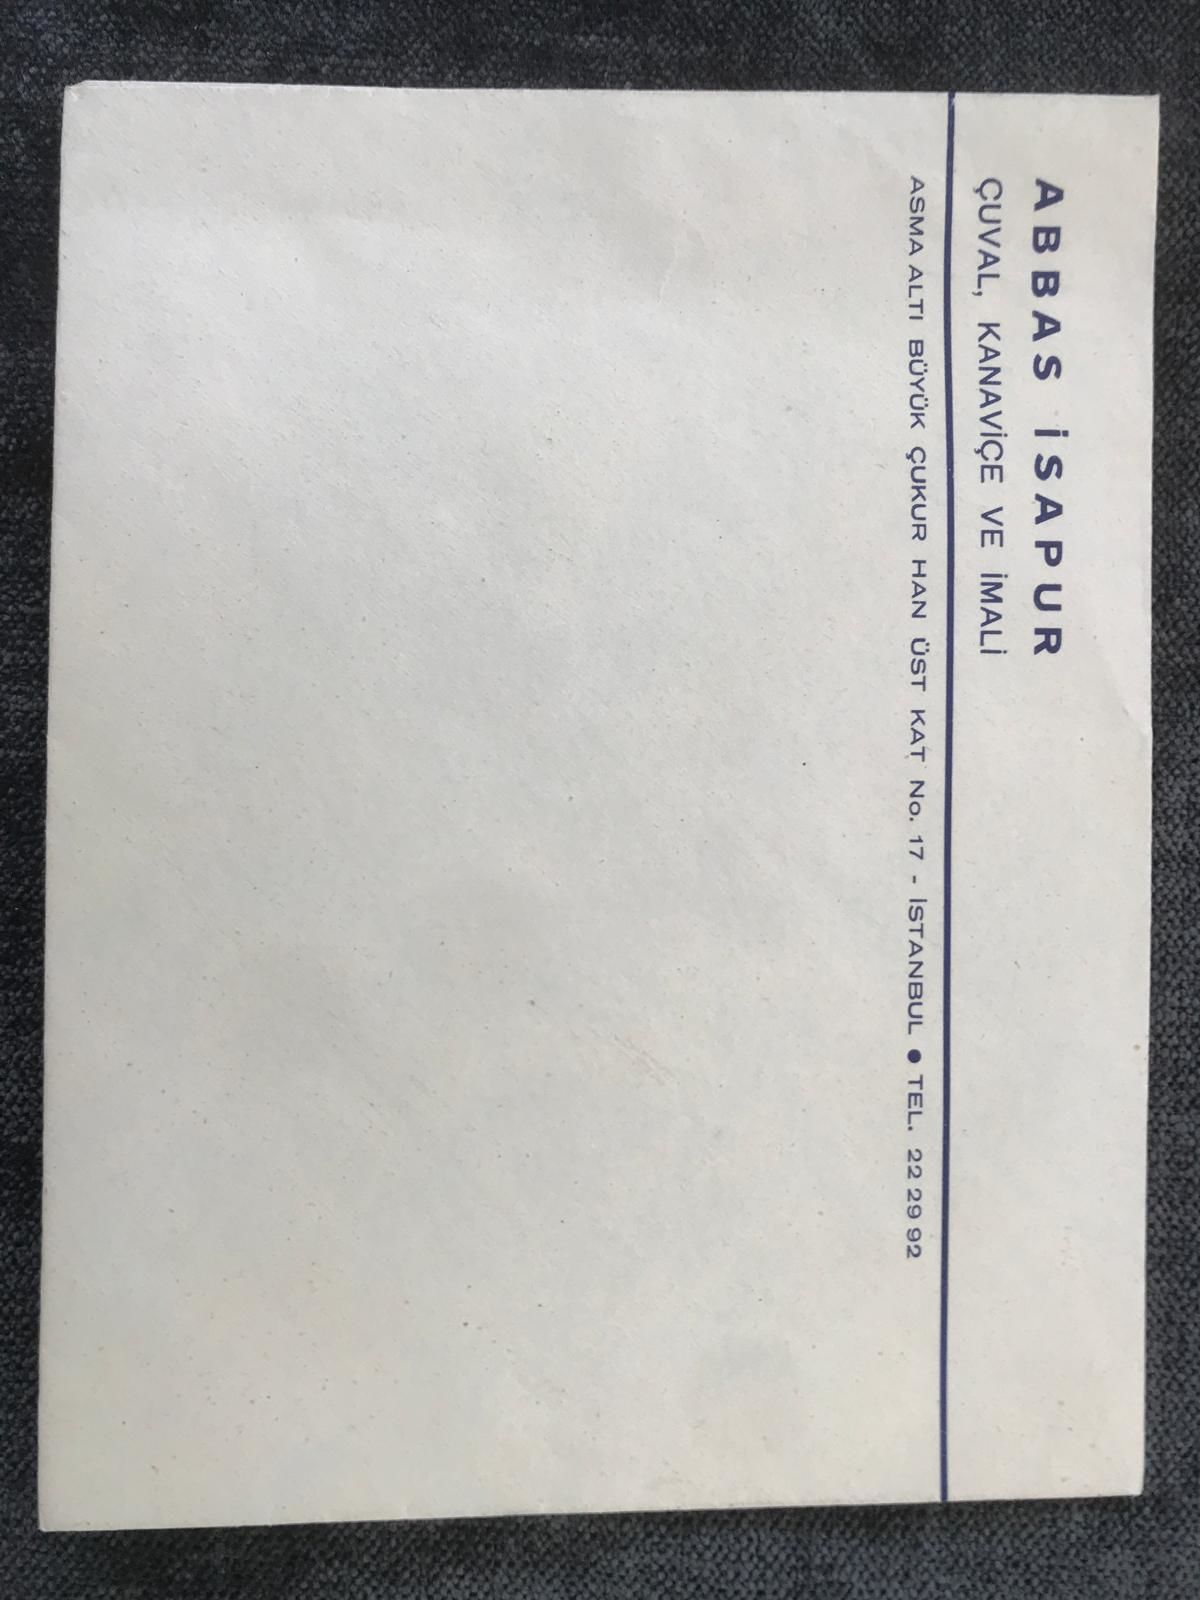 ABBAS İSAPUR
ÇUVAL, KANAVİÇE VE İMALİ
ASMA ALTI BÜYÜK ÇUKUR HAN ÜST KAT No. 17 - İSTANBUL ● TEL. 22 29 92